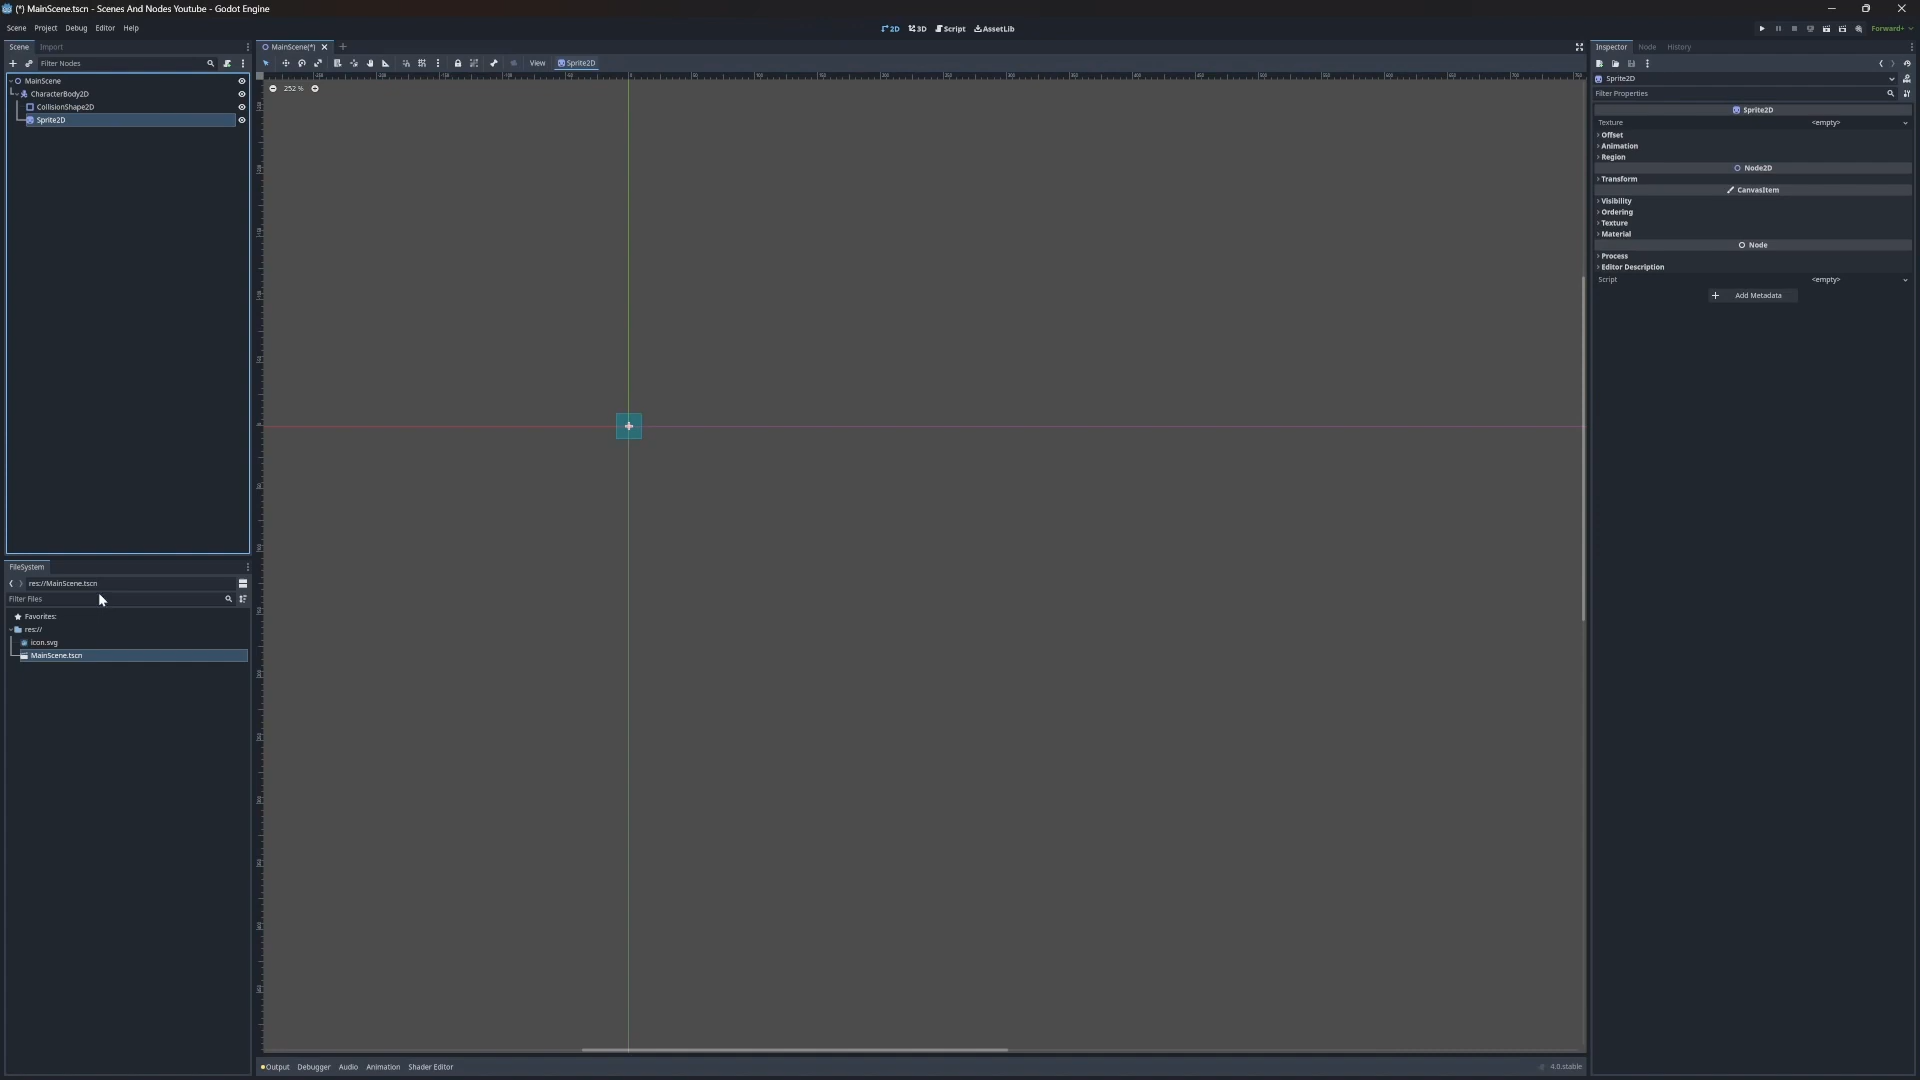 (*) MainScene.tscn - Scenes And Nodes Youtube - Godot Engine
Scene Project Debug Editor Help
2D 3D Script AssetLib
Forward+
Scene Import
MainScene(*)
Inspector Node History
Filter Nodes
View Sprite2D
MainScene
CharacterBody2D
CollisionShape2D
Sprite2D
252 %
Sprite2D
Filter Properties
Sprite2D
Texture <empty>
Offset
Animation
Region
Node2D
Transform
CanvasItem
Visibility
Ordering
Texture
Material
Node
Process
Editor Description
Script <empty>
Add Metadata
FileSystem
res://MainScene.tscn
Filter Files
Favorites:
res://
icon.svg
MainScene.tscn
Output Debugger Audio Animation Shader Editor
4.0.stable